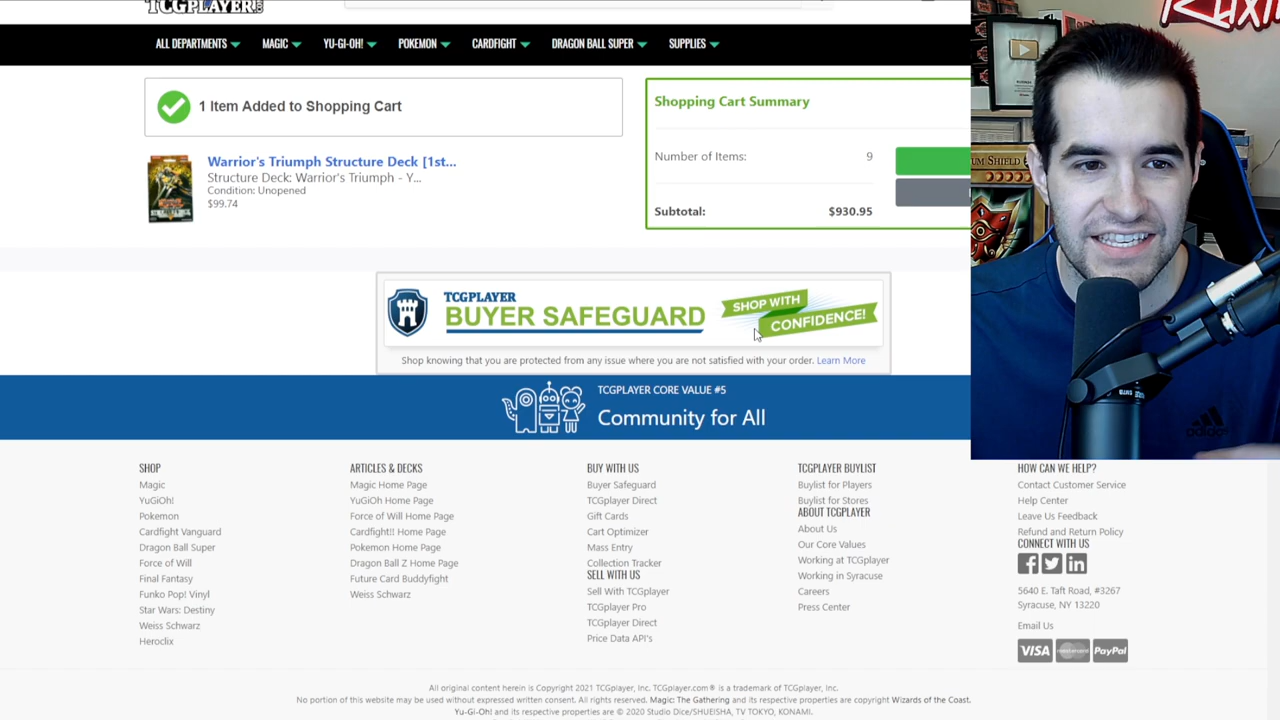 TCGPLAYER
ALL DEPARTMENTS MAGIC YU-GI-OH! POKEMON CARDFIGHT DRAGON BALL SUPER SUPPLIES
1 Item Added to Shopping Cart
Warrior's Triumph Structure Deck [1st...
Structure Deck: Warrior's Triumph - Y...
Condition: Unopened
$99.74
Shopping Cart Summary
Number of Items: 9
Subtotal: $930.95
TCGPLAYER
BUYER SAFEGUARD
SHOP WITH
CONFIDENCE!
Shop knowing that you are protected from any issue where you are not satisfied with your order. Learn More
TCGPLAYER CORE VALUE #5
Community for All
SHOP
Magic
YuGiOh!
Pokemon
Cardfight Vanguard
Dragon Ball Super
Force of Will
Final Fantasy
Funko Pop! Vinyl
Star Wars: Destiny
Weiss Schwarz
Heroclix
ARTICLES & DECKS
Magic Home Page
YuGiOh Home Page
Force of Will Home Page
Cardfight!! Home Page
Pokemon Home Page
Dragon Ball Z Home Page
Future Card Buddyfight
Weiss Schwarz
BUY WITH US
Buyer Safeguard
TCGplayer Direct
Gift Cards
Cart Optimizer
Mass Entry
Collection Tracker
SELL WITH US
Sell With TCGplayer
TCGplayer Pro
TCGplayer Direct
Price Data API's
TCGPLAYER BUYLIST
Buylist for Players
Buylist for Stores
ABOUT TCGPLAYER
About Us
Our Core Values
Working at TCGplayer
Working in Syracuse
Careers
Press Center
HOW CAN WE HELP?
Contact Customer Service
Help Center
Leave Us Feedback
Refund and Return Policy
CONNECT WITH US
5640 E. Taft Road, #3267
Syracuse, NY 13220
Email Us
VISA mastercard PayPal
All original content herein is Copyright 2021 TCGplayer, Inc. TCGplayer.com® is a trademark of TCGplayer, Inc.
No portion of this website may be used without expressed written consent. All rights reserved. Magic: The Gathering and its respective properties are copyright Wizards of the Coast.
Yu-Gi-Oh! and its respective properties are © 2020 Studio Dice/SHUEISHA, TV TOKYO, KONAMI.
UM SHIELD
adidas